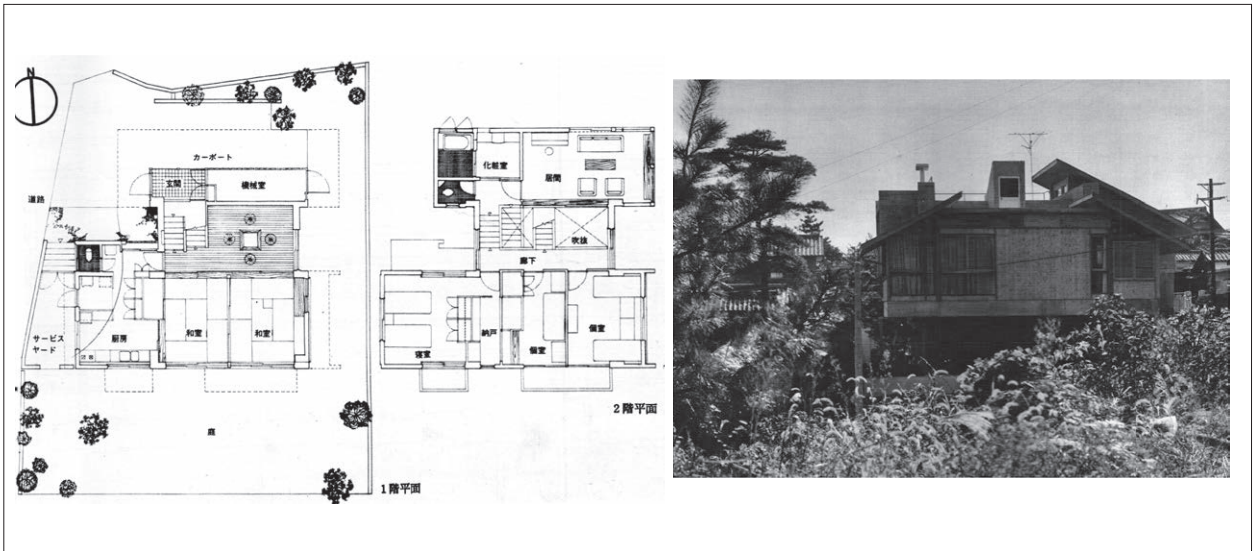 N
カーポート
玄関
機械室
道路
サービス
ヤード
厨房
和室
和室
庭
1階平面
化粧室
居間
吹抜
廊下
寝室
納戸
個室
個室
2階平面